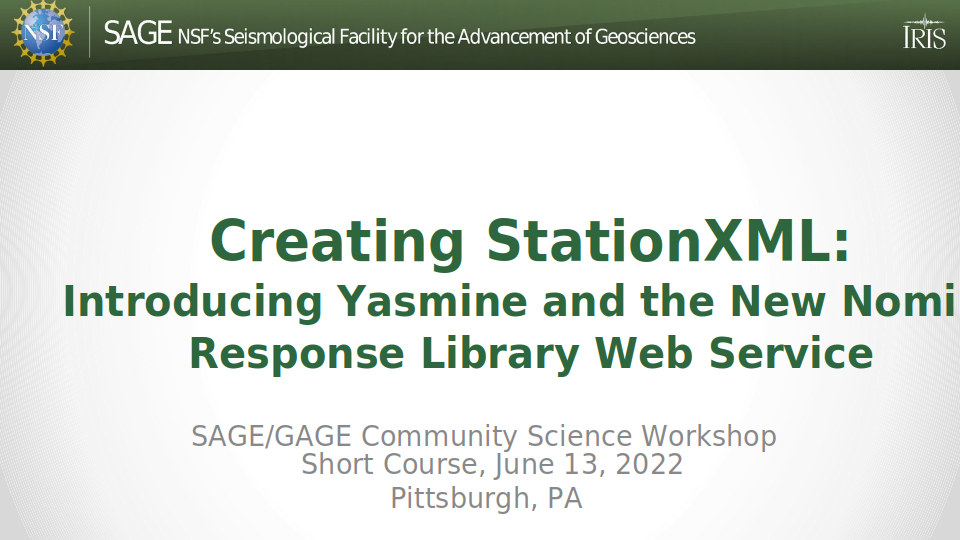 NSF
SAGE NSF's Seismological Facility for the Advancement of Geosciences
IRIS
Creating StationXML:
Introducing Yasmine and the New Nomi
Response Library Web Service
SAGE/GAGE Community Science Workshop
Short Course, June 13, 2022
Pittsburgh, PA